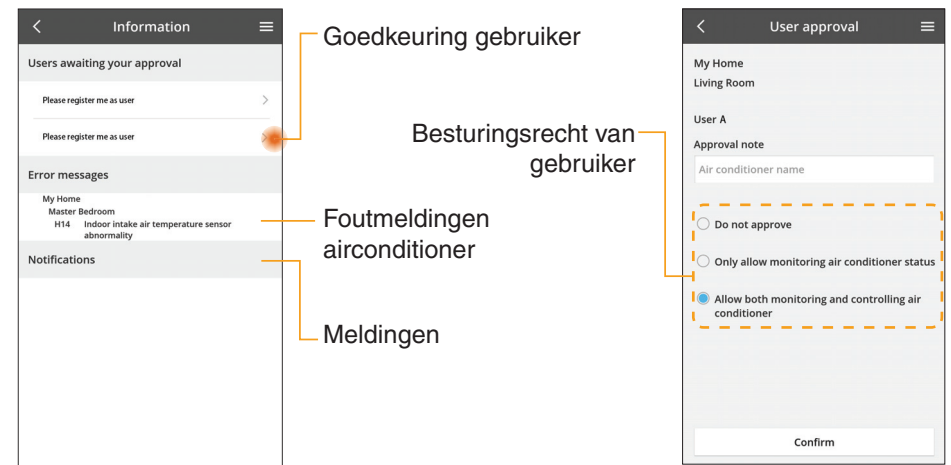 Information
Users awaiting your approval
Please register me as user
Please register me as user
Error messages
My Home
Master Bedroom
H14 Indoor intake air temperature sensor
abnormality
Notifications
Goedkeuring gebruiker
Besturingsrecht van
gebruiker
Foutmeldingen
airconditioner
Meldingen
User approval
My Home
Living Room
User A
Approval note
Air conditioner name
Do not approve
Only allow monitoring air conditioner status
Allow both monitoring and controlling air
conditioner
Confirm